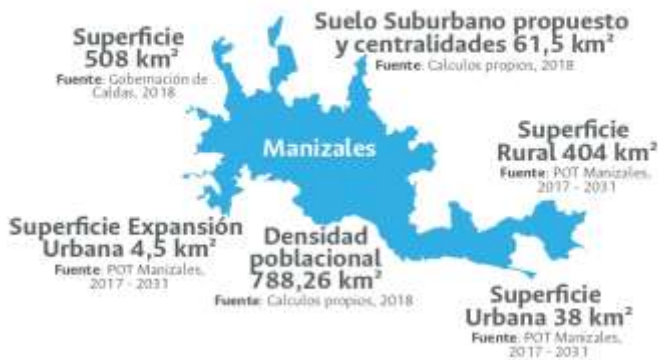 Superficie
508 km²
Fuente: Gobernación de
Caldas, 2018
Suelo Suburbano propuesto
y centralidades 61,5 km²
Fuente: Calculos propios, 2018
Manizales
Superficie
Rural 404 km²
Fuente: POT Manizales,
2017 - 2031
Superficie Expansión
Urbana 4,5 km²
Fuente: POT Manizales,
2017 - 2031
Densidad
poblacional
788,26 km²
Fuente: Calculos propios, 2018
Superficie
Urbana 38 km²
Fuente: POT Manizales,
2017 - 2031